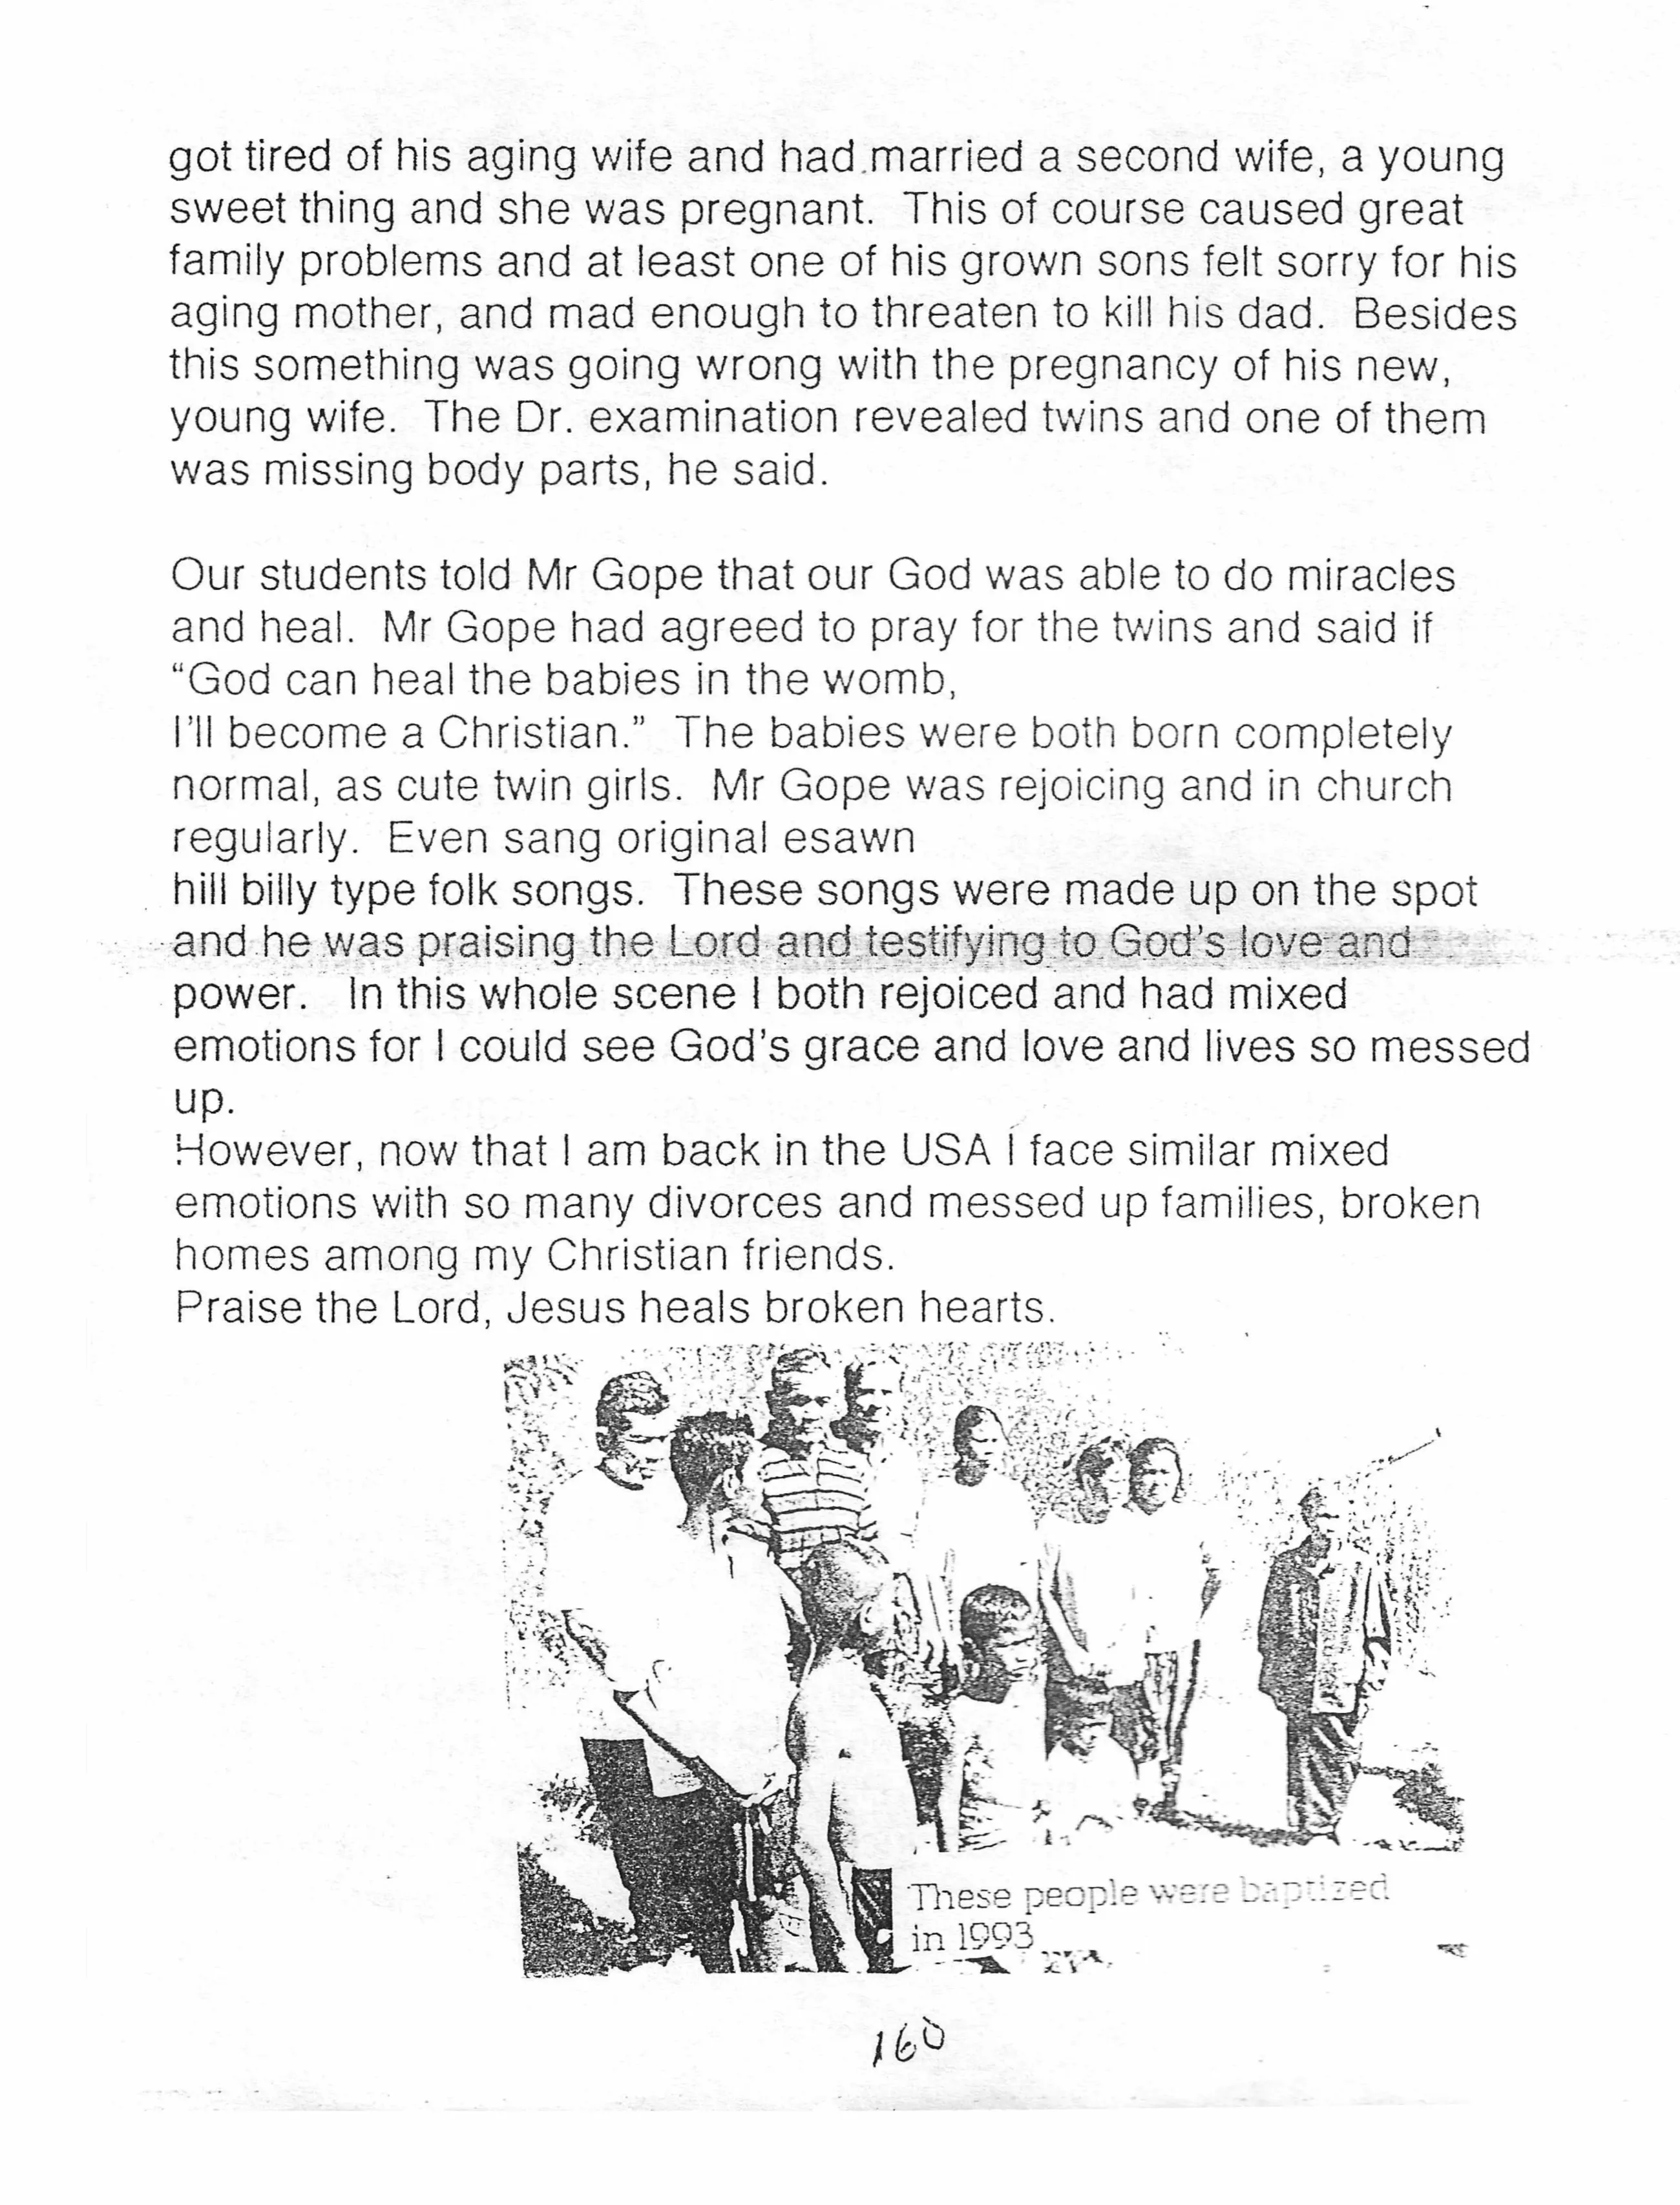 got tired of his aging wife and had married a second wife, a young
sweet thing and she was pregnant. This of course caused great
family problems and at least one of his grown sons felt sorry for his
aging mother, and mad enough to threaten to kill his dad. Besides
this something was going wrong with the pregnancy of his new,
young wife. The Dr. examination revealed twins and one of them
was missing body parts, he said.
Our students told Mr Gope that our God was able to do miracles
and heal. Mr Gope had agreed to pray for the twins and said if
“God can heal the babies in the womb,
I'll become a Christian.” The babies were both born completely
normal, as cute twin girls. Mr Gope was rejoicing and in church
regularly. Even sang original esawn
hill billy type folk songs. These songs were made up on the spot
and he was praising the Lord and testifying to God's love and
power. In this whole scene I both rejoiced and had mixed
emotions for I could see God's grace and love and lives so messed
up.
However, now that I am back in the USA I face similar mixed
emotions with so many divorces and messed up families, broken
homes among my Christian friends.
Praise the Lord, Jesus heals broken hearts.
These people were baptized
in 1993
160